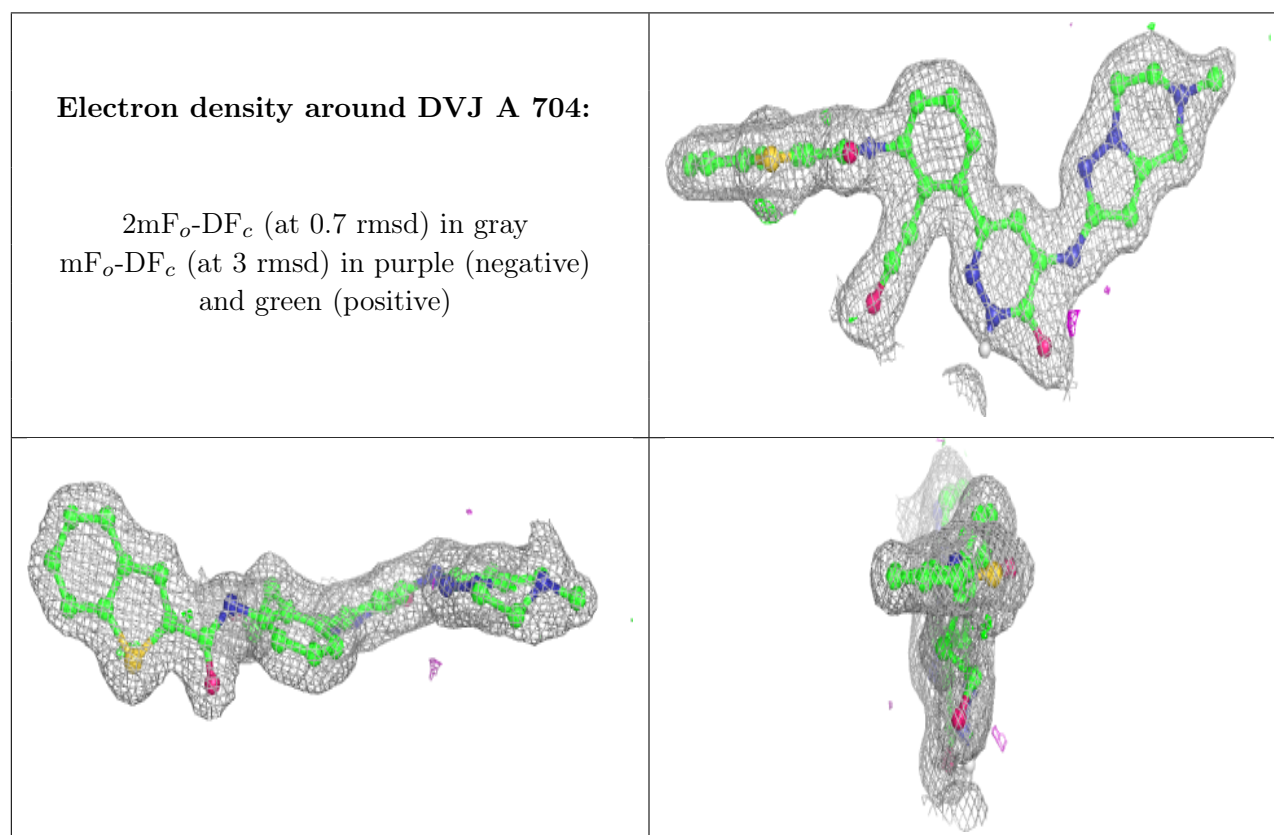 Electron density around DVJ A 704:
2mFo-DFc (at 0.7 rmsd) in gray
mFo-DFc (at 3 rmsd) in purple (negative)
and green (positive)